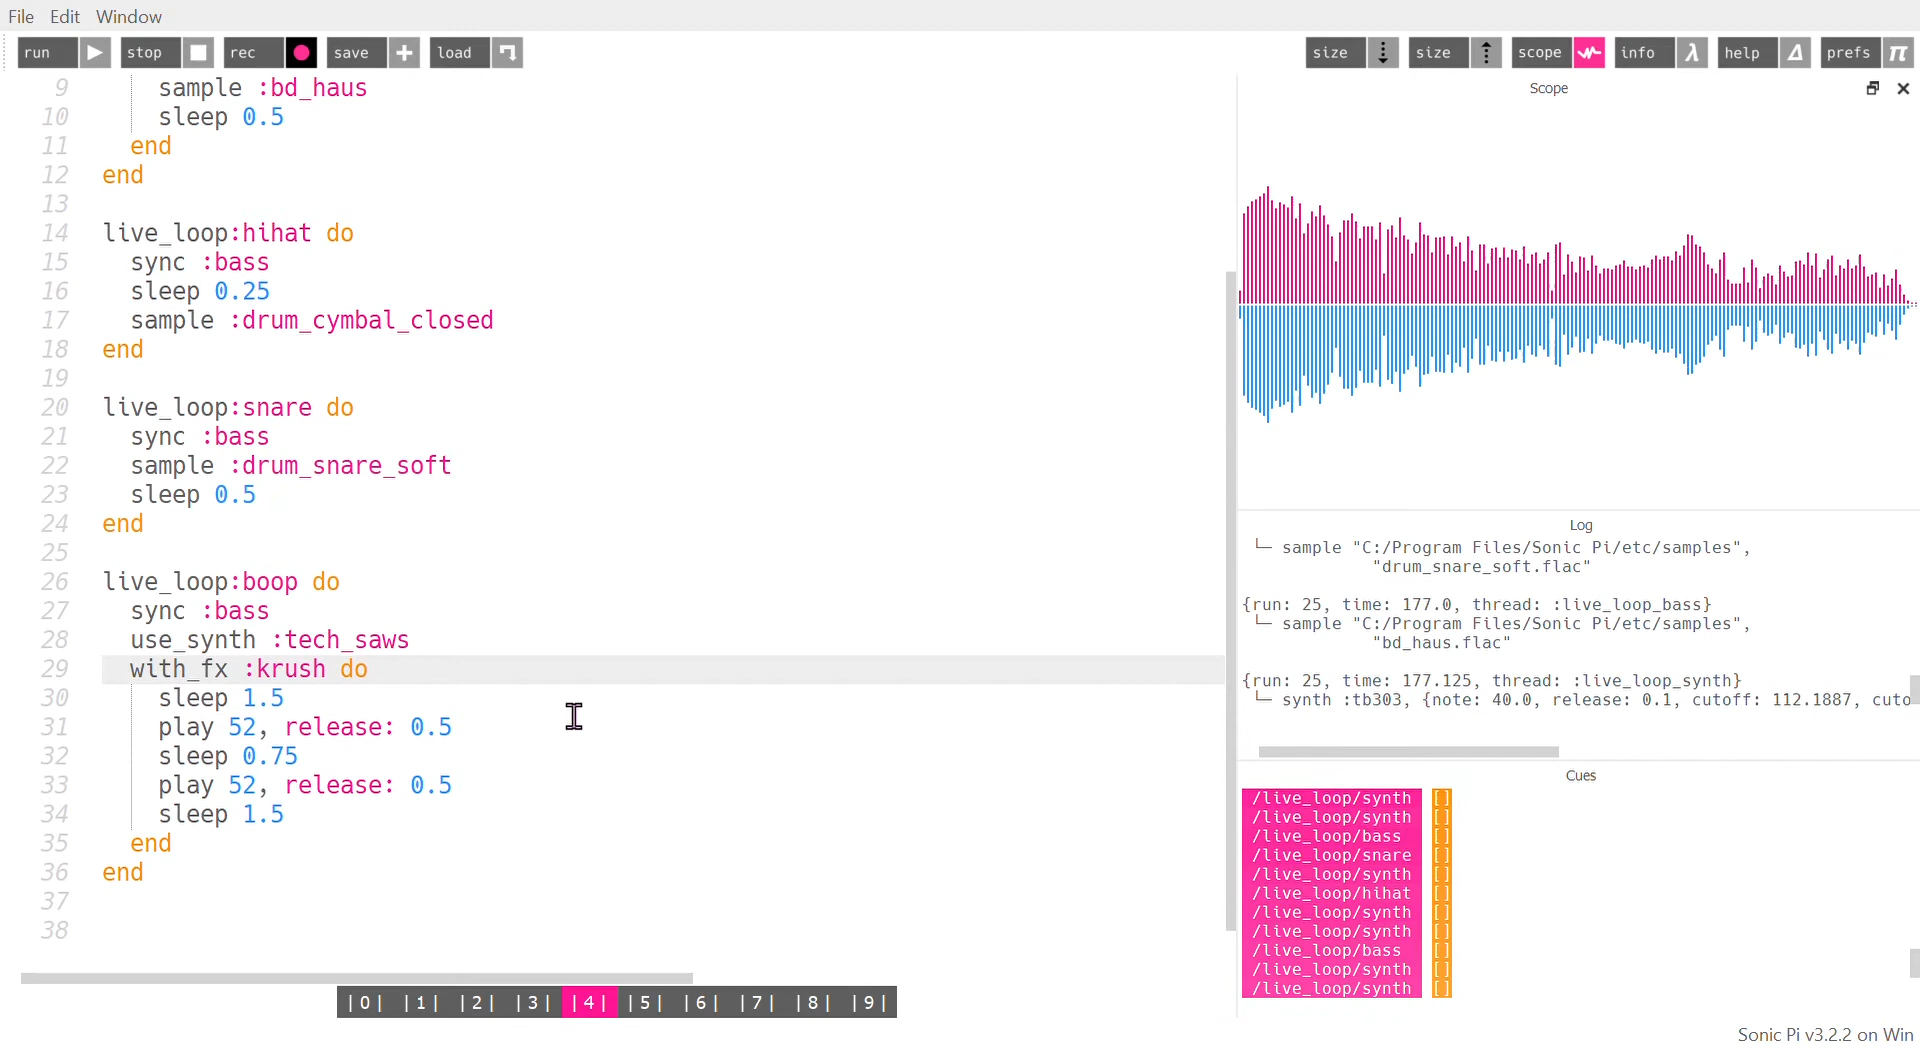 File Edit Window
run stop rec save load size size scope info help prefs
9 sample :bd_haus
10 sleep 0.5
11 end
12 end
13
14 live_loop:hihat do
15 sync :bass
16 sleep 0.25
17 sample :drum_cymbal_closed
18 end
19
20 live_loop:snare do
21 sync :bass
22 sample :drum_snare_soft
23 sleep 0.5
24 end
25
26 live_loop:boop do
27 sync :bass
28 use_synth :tech_saws
29 with_fx :krush do
30 sleep 1.5
31 play 52, release: 0.5
32 sleep 0.75
33 play 52, release: 0.5
34 sleep 1.5
35 end
36 end
37
38
|0| |1| |2| |3| |4| |5| |6| |7| |8| |9|
Scope
Log
└─ sample "C:/Program Files/Sonic Pi/etc/samples",
"drum_snare_soft.flac"
{run: 25, time: 177.0, thread: :live_loop_bass}
└─ sample "C:/Program Files/Sonic Pi/etc/samples",
"bd_haus.flac"
{run: 25, time: 177.125, thread: :live_loop_synth}
└─ synth :tb303, {note: 40.0, release: 0.1, cutoff: 112.1887, cuto
Cues
/live_loop/synth []
/live_loop/synth []
/live_loop/bass []
/live_loop/snare []
/live_loop/synth []
/live_loop/hihat []
/live_loop/synth []
/live_loop/synth []
/live_loop/bass []
/live_loop/synth []
/live_loop/synth []
Sonic Pi v3.2.2 on Win